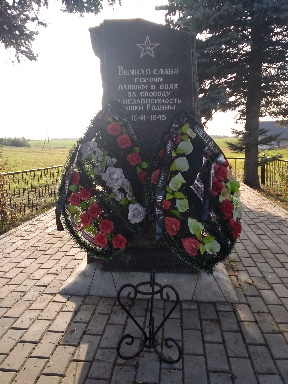 Вечная слава
героям
павшим в боях
за свободу
и независимость
нашей Родины
1941-1945